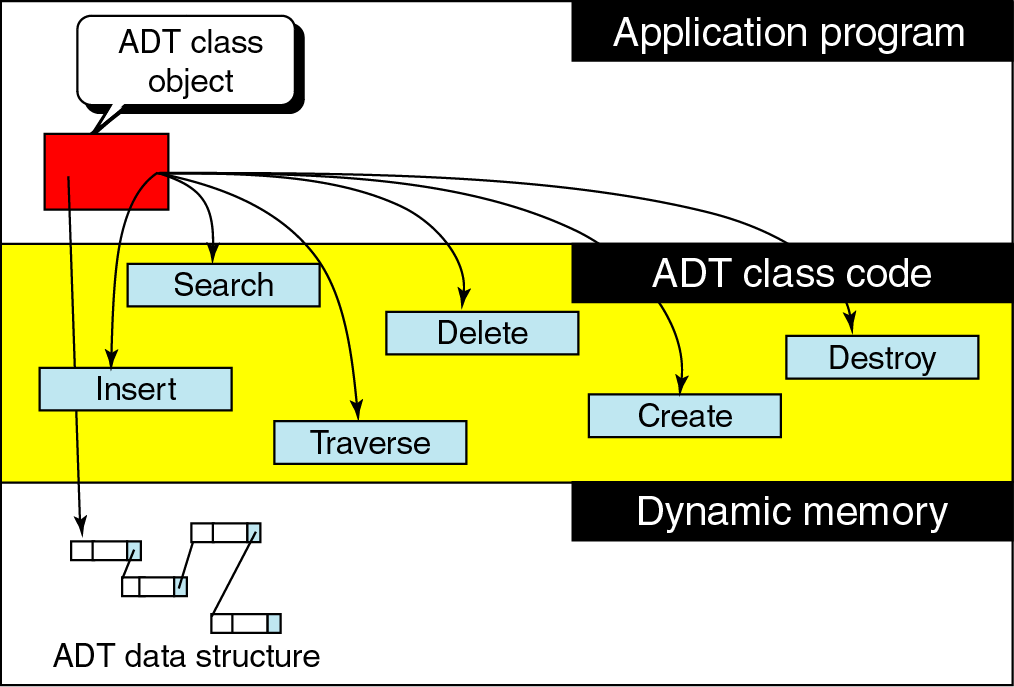 Application program
ADT class
object
ADT class code
Search
Delete
Destroy
Insert
Create
Traverse
Dynamic memory
ADT data structure